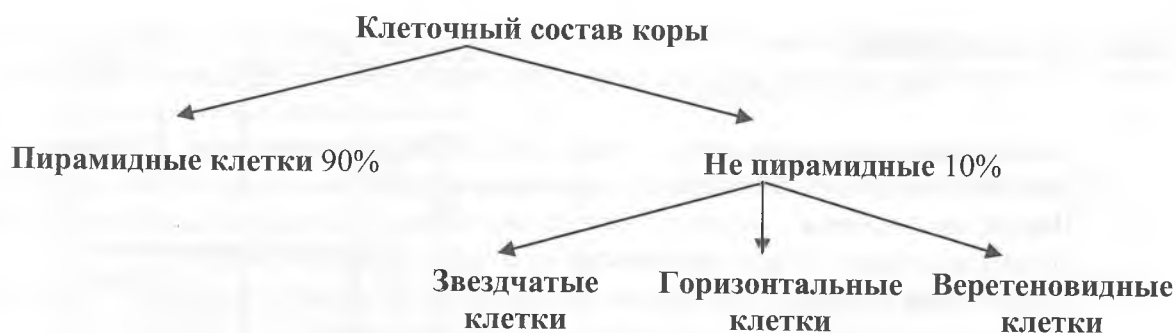 Клеточный состав коры
Пирамидные клетки 90%
Не пирамидные 10%
Звездчатые
клетки
Горизонтальные
клетки
Веретеновидные
клетки